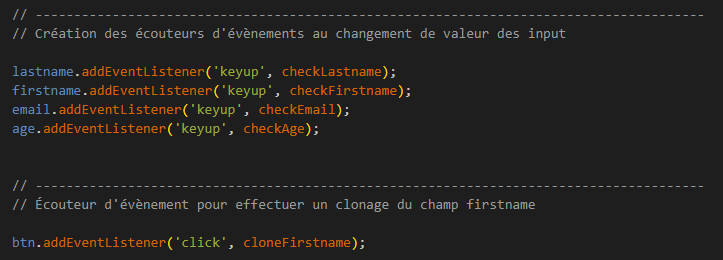 // ---------------------------------------------------------------------------------------
// Création des écouteurs d'évènements au changement de valeur des input
lastname.addEventListener('keyup', checkLastname);
firstname.addEventListener('keyup', checkFirstname);
email.addEventListener('keyup', checkEmail);
age.addEventListener('keyup', checkAge);
// ---------------------------------------------------------------------------------------
// Écouteur d'évènement pour effectuer un clonage du champ firstname
btn.addEventListener('click', cloneFirstname);